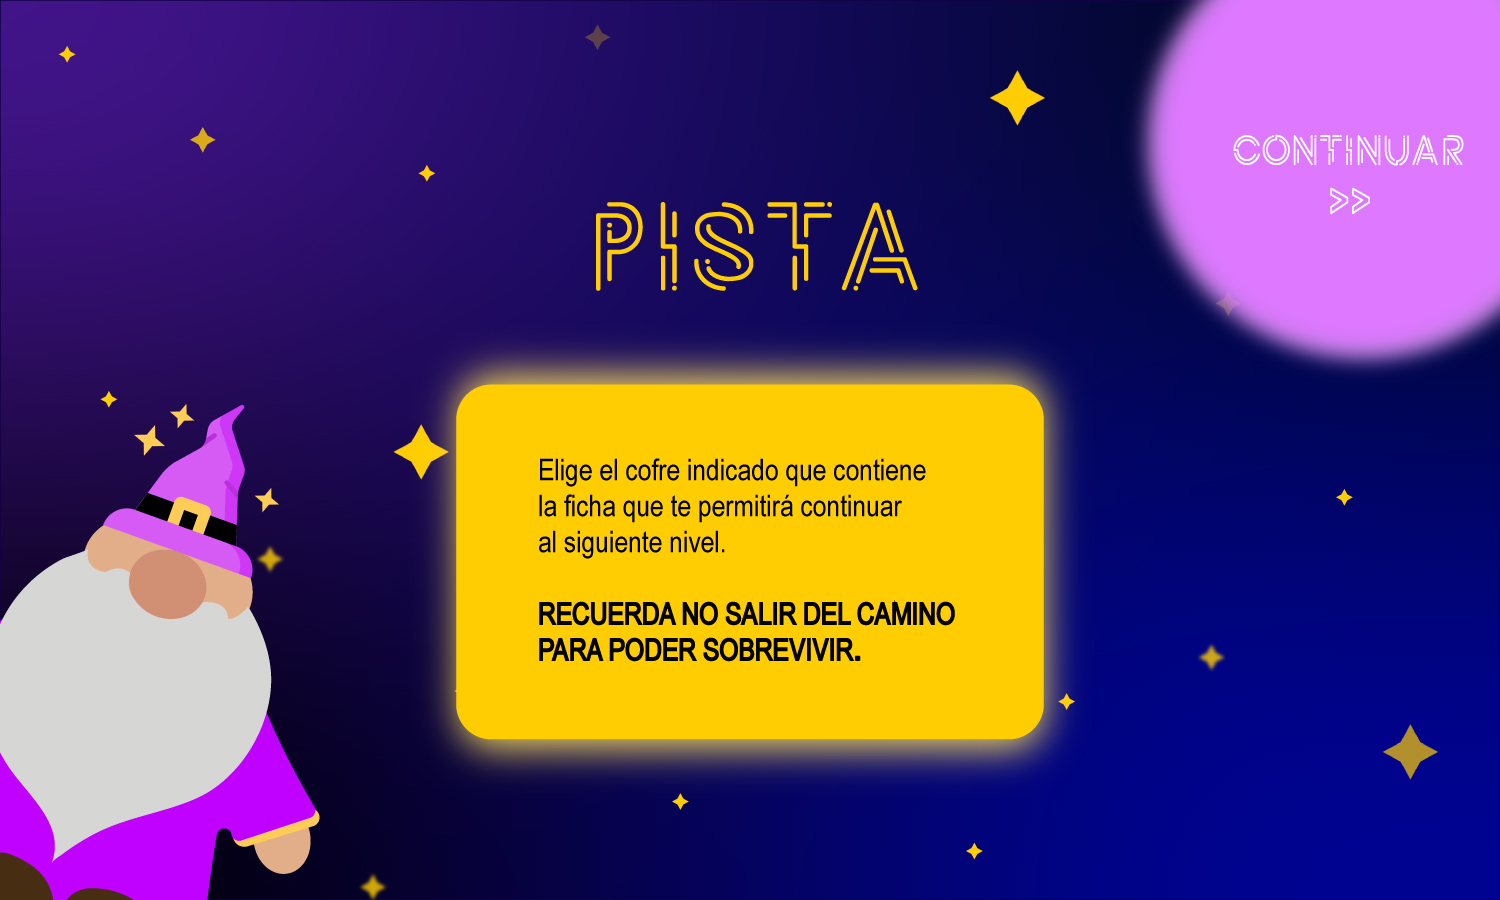 CONTINUAR
>>
PISTA
Elige el cofre indicado que contiene
la ficha que te permitirá continuar
al siguiente nivel.
RECUERDA NO SALIR DEL CAMINO
PARA PODER SOBREVIVIR.